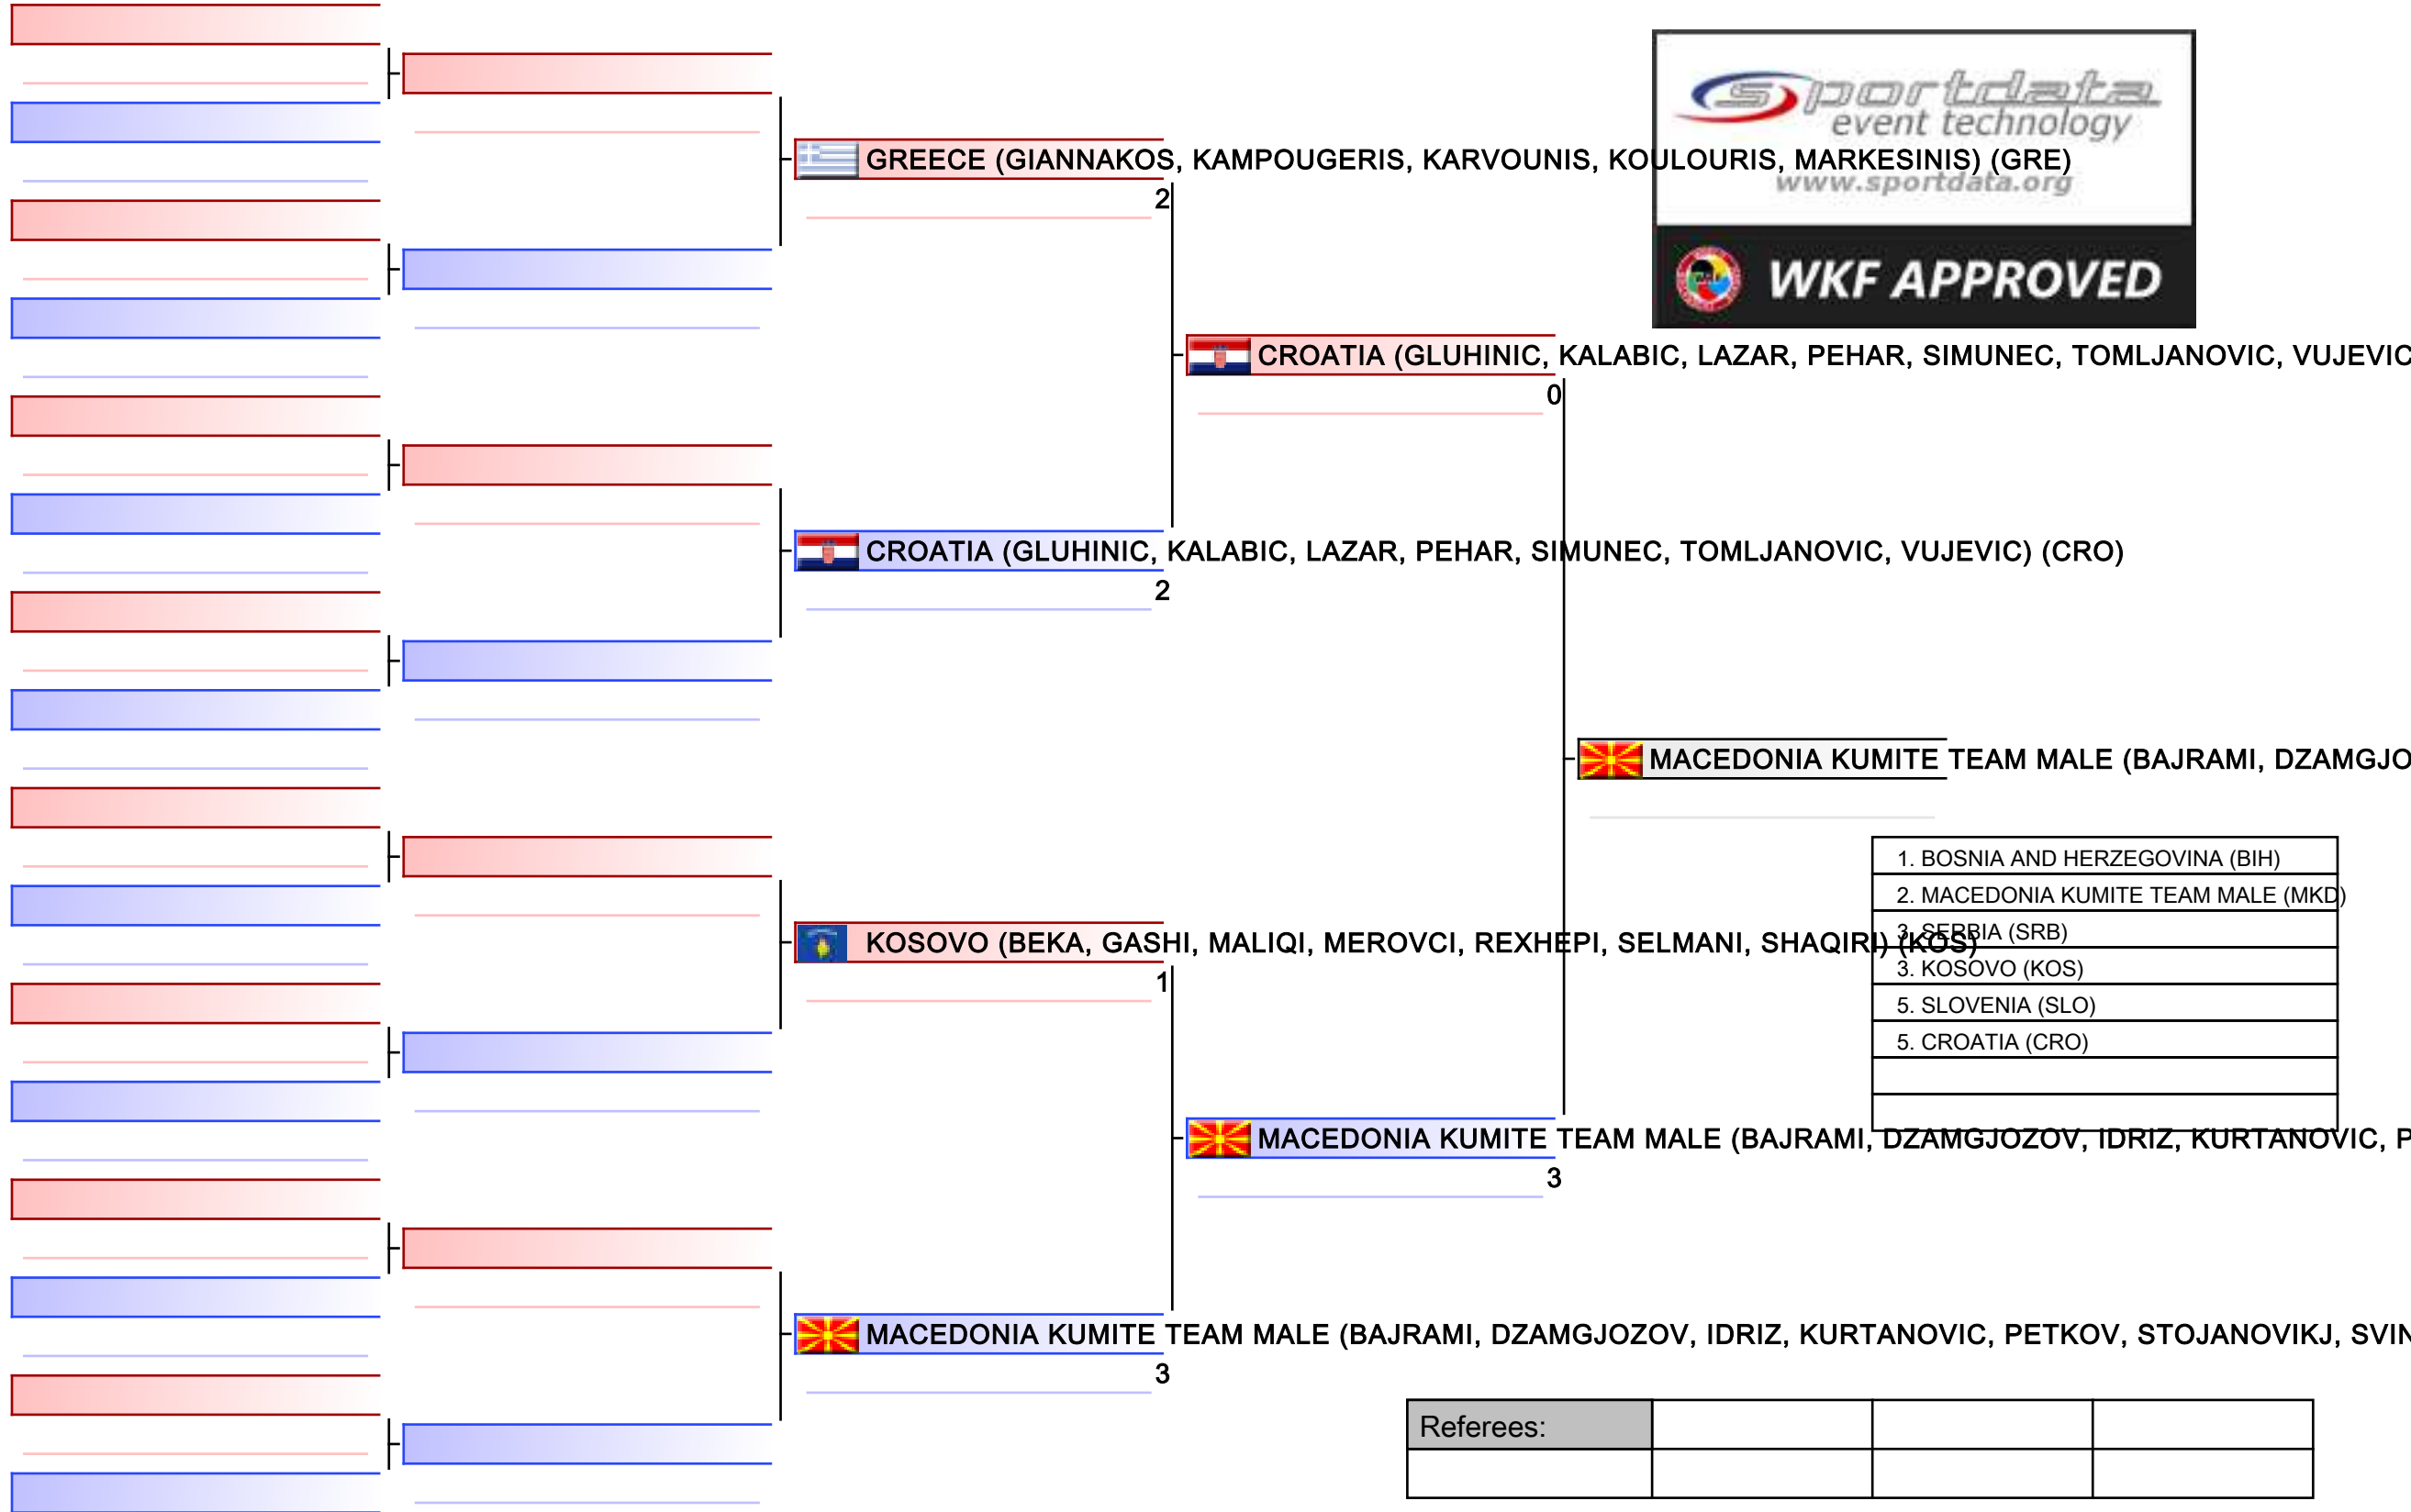 sportdata
event technology
www.sportdata.org
WKF APPROVED
GREECE (GIANNAKOS, KAMPOUGERIS, KARVOUNIS, KOULOURIS, MARKESINIS) (GRE)
2
CROATIA (GLUHINIC, KALABIC, LAZAR, PEHAR, SIMUNEC, TOMLJANOVIC, VUJEVIC
0
CROATIA (GLUHINIC, KALABIC, LAZAR, PEHAR, SIMUNEC, TOMLJANOVIC, VUJEVIC) (CRO)
2
MACEDONIA KUMITE TEAM MALE (BAJRAMI, DZAMGJO
1. BOSNIA AND HERZEGOVINA (BIH)
2. MACEDONIA KUMITE TEAM MALE (MKD)
3. SERBIA (SRB)
3. KOSOVO (KOS)
5. SLOVENIA (SLO)
5. CROATIA (CRO)
KOSOVO (BEKA, GASHI, MALIQI, MEROVCI, REXHEPI, SELMANI, SHAQIRI) (KOS)
1
MACEDONIA KUMITE TEAM MALE (BAJRAMI, DZAMGJOZOV, IDRIZ, KURTANOVIC, P
3
MACEDONIA KUMITE TEAM MALE (BAJRAMI, DZAMGJOZOV, IDRIZ, KURTANOVIC, PETKOV, STOJANOVIKJ, SVIN
3
Referees: